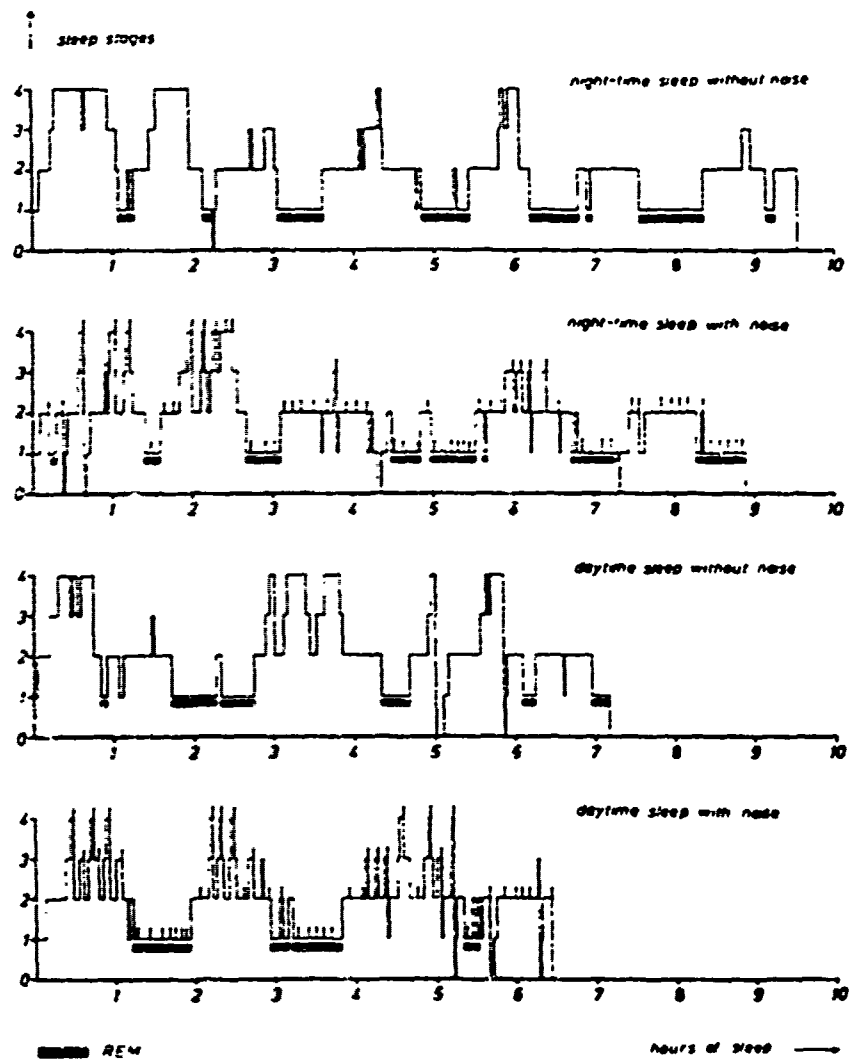 sleep stages
night-time sleep without noise
4
3
2
1
0
1 2 3 4 5 6 7 8 9 10
night-time sleep with noise
4
3
2
1
0
1 2 3 4 5 6 7 8 9 10
daytime sleep without noise
4
3
2
1
0
1 2 3 4 5 6 7 8 9 10
daytime sleep with noise
4
3
2
1
0
1 2 3 4 5 6 7 8 9 10
REM hours of sleep